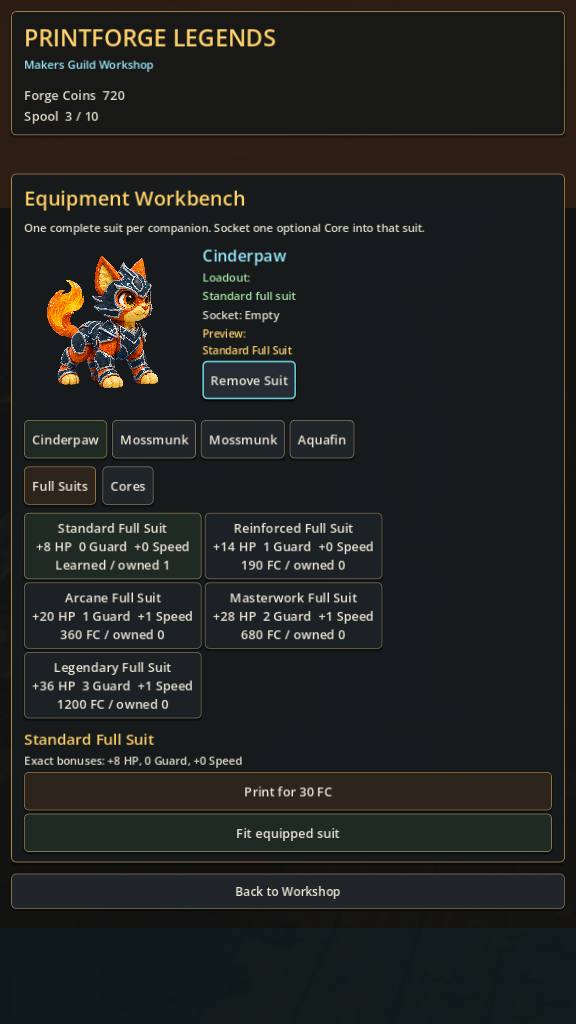 PRINTFORGE LEGENDS
Makers Guild Workshop
Forge Coins 720
Spool 3 / 10
Equipment Workbench
One complete suit per companion. Socket one optional Core into that suit.
Cinderpaw
Loadout:
Standard full suit
Socket: Empty
Preview:
Standard Full Suit
Remove Suit
Cinderpaw Mossmunk Mossmunk Aquafin
Full Suits Cores
Standard Full Suit
+8 HP 0 Guard +0 Speed
Learned / owned 1
Reinforced Full Suit
+14 HP 1 Guard +0 Speed
190 FC / owned 0
Arcane Full Suit
+20 HP 1 Guard +1 Speed
360 FC / owned 0
Masterwork Full Suit
+28 HP 2 Guard +1 Speed
680 FC / owned 0
Legendary Full Suit
+36 HP 3 Guard +1 Speed
1200 FC / owned 0
Standard Full Suit
Exact bonuses: +8 HP, 0 Guard, +0 Speed
Print for 30 FC
Fit equipped suit
Back to Workshop